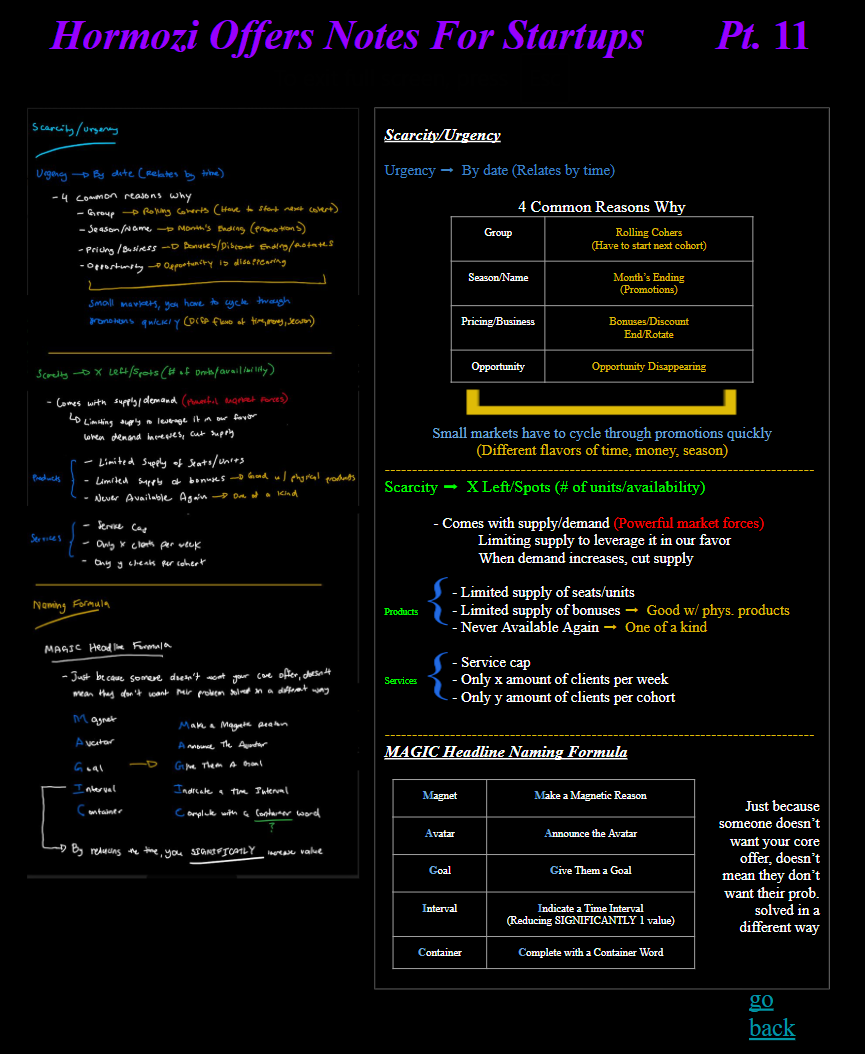 Hormozi Offers Notes For Startups Pt. 11
Scarcity/Urgency
Urgency → By date (Relates by time)
- 4 common reasons why
- Group → Rolling Coherts (Have to start next cohert)
- Season/Name → Month's Ending (Promotions)
- Pricing/Business → Bonuses/Discount Ending/Rotates
- Opportunity → Opportunity is disappearing
Small markets, you have to cycle through
promotions quickly (Diff flavors of time, money, season)
Scarcity → X Left/Spots (# of Units/availibility)
- Comes with supply/demand (Powerful market forces)
↳ Limiting supply to leverage it in our favor
When demand increases, cut supply
Products
- Limited Supply of Seats/Units
- Limited supply of bonuses → Good w/ physical products
- Never Available Again → One of a kind
Services
- Service Cap
- Only X clients per week
- Only y clients per cohert
Naming Formula
MAGIC Headline Formula
- Just because someone doesn't want your core offer, doesn't
mean they don't want their problem solved in a different way
Magnet Make a Magnetic Reason
Avatar Announce The Avatar
Goal → Give Them A Goal
Interval Indicate a Time Interval
Container Complete with a Container word
?
→ By reducing the time, you SIGNIFICATLY increase value
Scarcity/Urgency
Urgency → By date (Relates by time)
4 Common Reasons Why
Group Rolling Cohers
(Have to start next cohort)
Season/Name Month's Ending
(Promotions)
Pricing/Business Bonuses/Discount
End/Rotate
Opportunity Opportunity Disappearing
Small markets have to cycle through promotions quickly
(Different flavors of time, money, season)
Scarcity → X Left/Spots (# of units/availability)
- Comes with supply/demand (Powerful market forces)
Limiting supply to leverage it in our favor
When demand increases, cut supply
Products
- Limited supply of seats/units
- Limited supply of bonuses → Good w/ phys. products
- Never Available Again → One of a kind
Services
- Service cap
- Only x amount of clients per week
- Only y amount of clients per cohort
MAGIC Headline Naming Formula
Magnet Make a Magnetic Reason
Avatar Announce the Avatar
Goal Give Them a Goal
Interval Indicate a Time Interval
(Reducing SIGNIFICANTLY 1 value)
Container Complete with a Container Word
Just because
someone doesn't
want your core
offer, doesn't
mean they don't
want their prob.
solved in a
different way
go
back